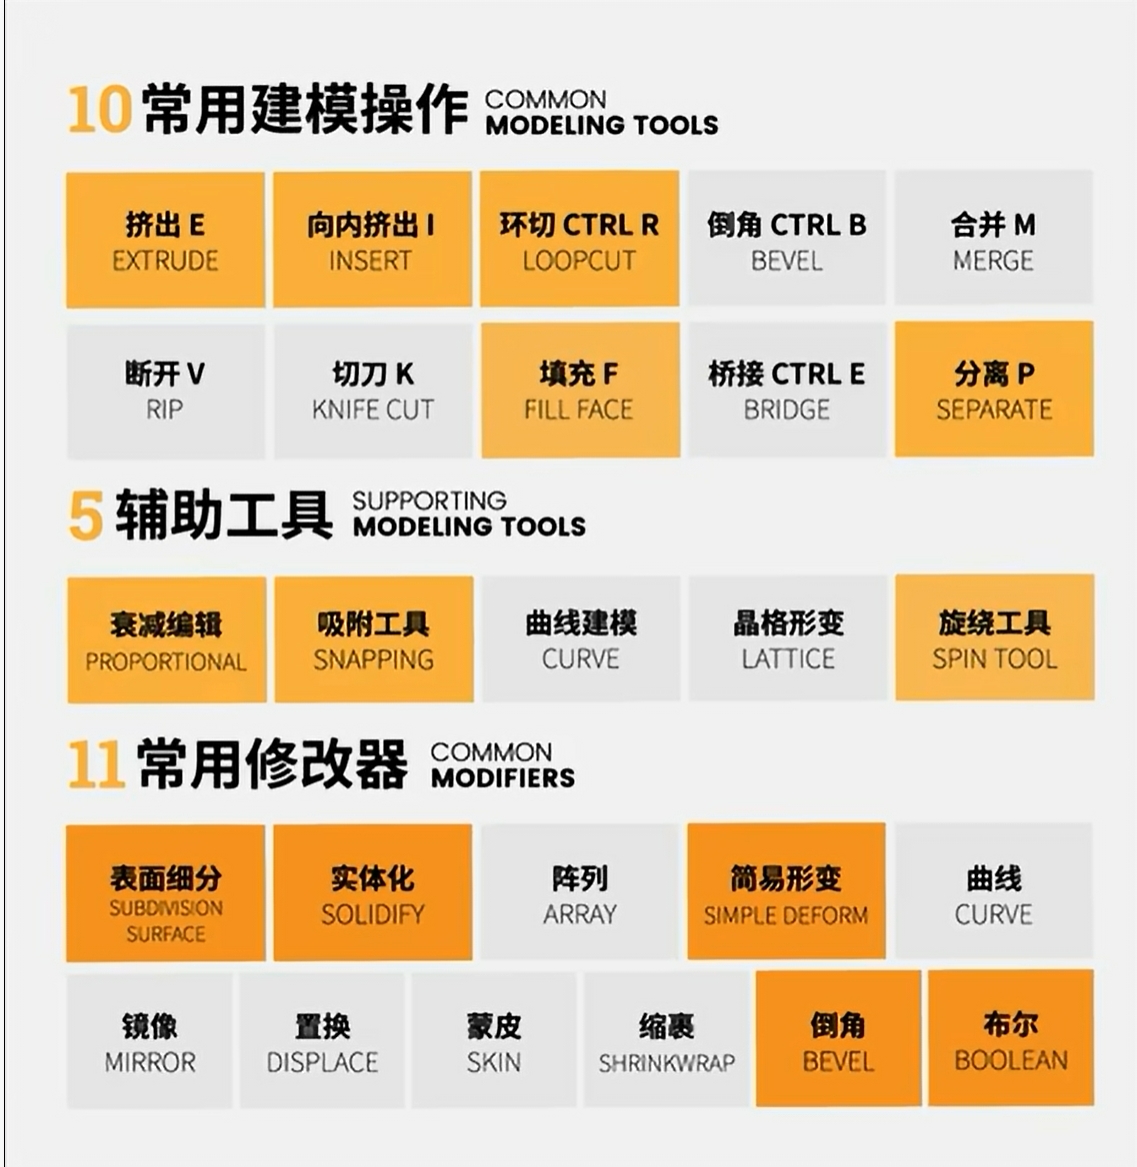 10 常用建模操作 COMMON
MODELING TOOLS
挤出 E
EXTRUDE
向内挤出 I
INSERT
环切 CTRL R
LOOPCUT
倒角 CTRL B
BEVEL
合并 M
MERGE
断开 V
RIP
切刀 K
KNIFE CUT
填充 F
FILL FACE
桥接 CTRL E
BRIDGE
分离 P
SEPARATE
5 辅助工具 SUPPORTING
MODELING TOOLS
衰减编辑
PROPORTIONAL
吸附工具
SNAPPING
曲线建模
CURVE
晶格形变
LATTICE
旋绕工具
SPIN TOOL
11 常用修改器 COMMON
MODIFIERS
表面细分
SUBDIVISION
SURFACE
实体化
SOLIDIFY
阵列
ARRAY
简易形变
SIMPLE DEFORM
曲线
CURVE
镜像
MIRROR
置换
DISPLACE
蒙皮
SKIN
缩裹
SHRINKWRAP
倒角
BEVEL
布尔
BOOLEAN